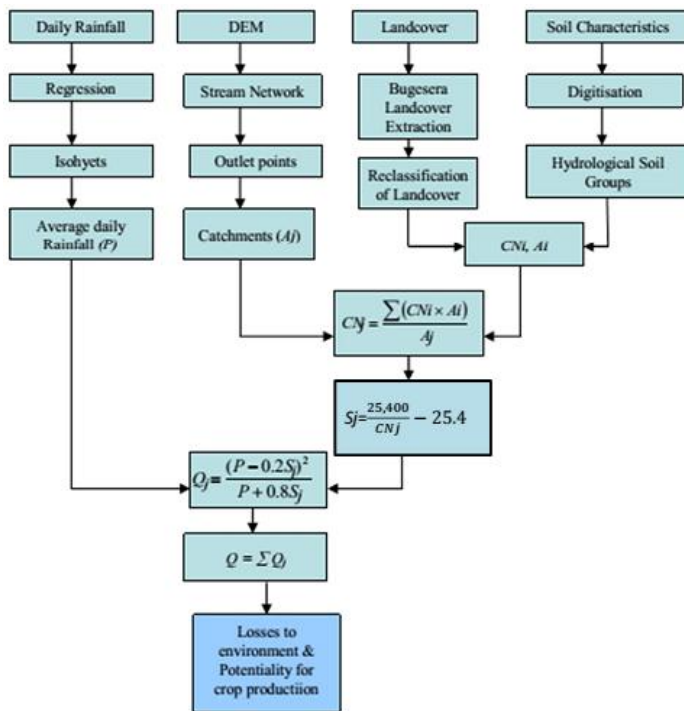 Daily Rainfall
DEM
Landcover
Soil Characteristics
Regression
Stream Network
Bugesera
Landcover
Extraction
Digitisation
Isohyets
Outlet points
Reclassification
of Landcover
Hydrological Soil
Groups
Average daily
Rainfall (P)
Catchments (Aj)
CNi, Ai
CNj = ∑(CNi × Ai) / Aj
Sj=25,400/CNj − 25.4
Qj = (P − 0.2Sj)² / P + 0.8Sj
Q = Σ Qj
Losses to
environment &
Potentiality for
crop productiion